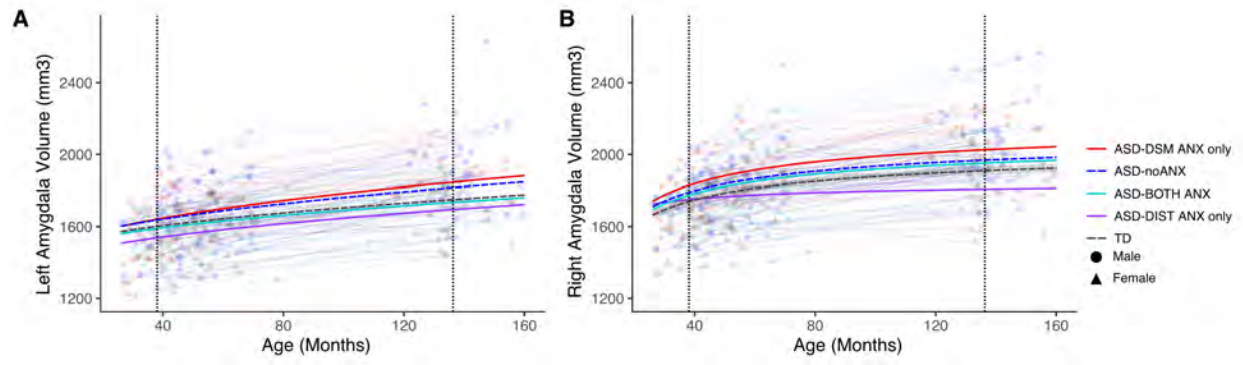 A
Left Amygdala Volume (mm3)
2400
2000
1600
1200
40
80
120
160
Age (Months)
B
Right Amygdala Volume (mm3)
2400
2000
1600
1200
40
80
120
160
Age (Months)
ASD-DSM ANX only
ASD-noANX
ASD-BOTH ANX
ASD-DIST ANX only
TD
Male
Female